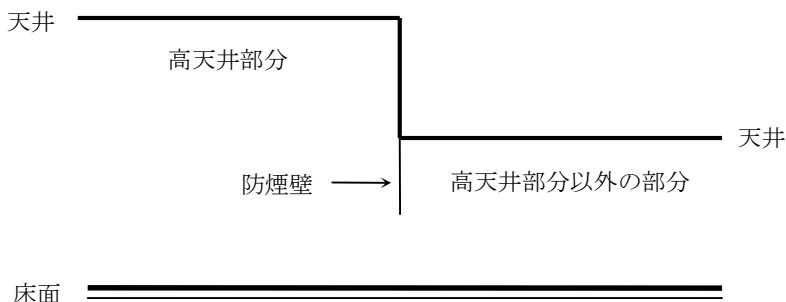 天井
高天井部分
天井
防煙壁
高天井部分以外の部分
床面